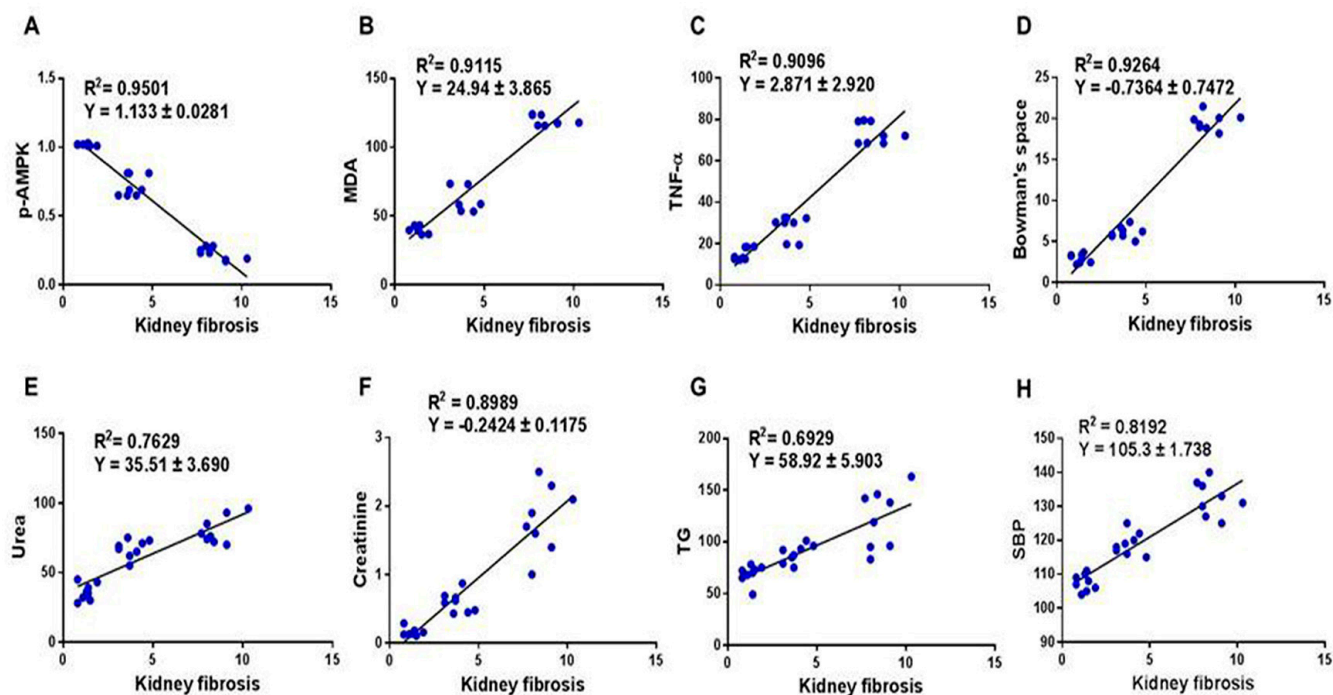 A
R² = 0.9501
Y = 1.133 ± 0.0281
p-AMPK
1.5
1.0
0.5
0.0
0 5 10 15
Kidney fibrosis
B
R² = 0.9115
Y = 24.94 ± 3.865
MDA
150
100
50
0
0 5 10 15
Kidney fibrosis
C
R² = 0.9096
Y = 2.871 ± 2.920
TNF-α
100
80
60
40
20
0
0 5 10 15
Kidney fibrosis
D
R² = 0.9264
Y = -0.7364 ± 0.7472
Bowman's space
25
20
15
10
5
0
0 5 10 15
Kidney fibrosis
E
R² = 0.7629
Y = 35.51 ± 3.690
Urea
150
100
50
0
0 5 10 15
Kidney fibrosis
F
R² = 0.8989
Y = -0.2424 ± 0.1175
Creatinine
3
2
1
0
0 5 10 15
Kidney fibrosis
G
R² = 0.6929
Y = 58.92 ± 5.903
TG
200
150
100
50
0
0 5 10 15
Kidney fibrosis
H
R² = 0.8192
Y = 105.3 ± 1.738
SBP
150
140
130
120
110
100
90
0 5 10 15
Kidney fibrosis